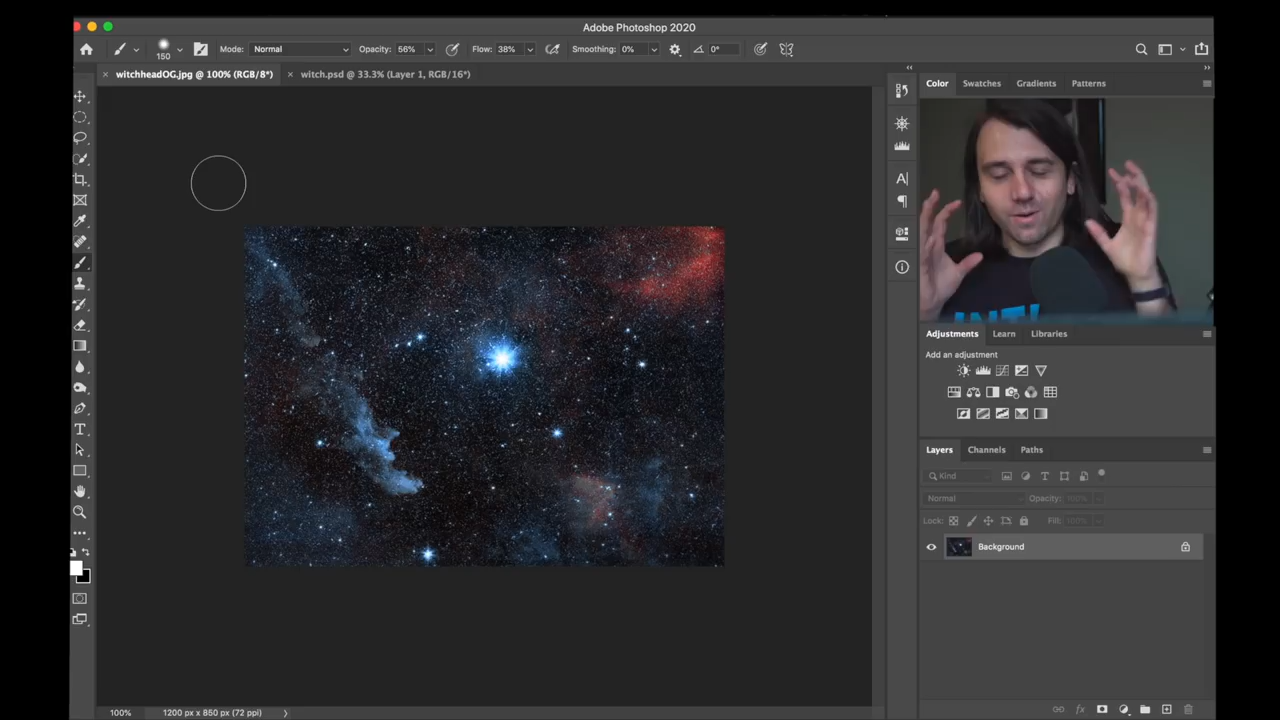 Adobe Photoshop 2020
150 Mode: Normal Opacity: 56% Flow: 38% Smoothing: 0% 0°
witchheadOG.jpg @ 100% (RGB/8*) witch.psd @ 33.3% (Layer 1, RGB/16*)
Color Swatches Gradients Patterns
Adjustments Learn Libraries
Add an adjustment
Layers Channels Paths
Kind
Normal Opacity: 100%
Lock: Fill: 100%
Background
100% 1200 px x 850 px (72 ppi)